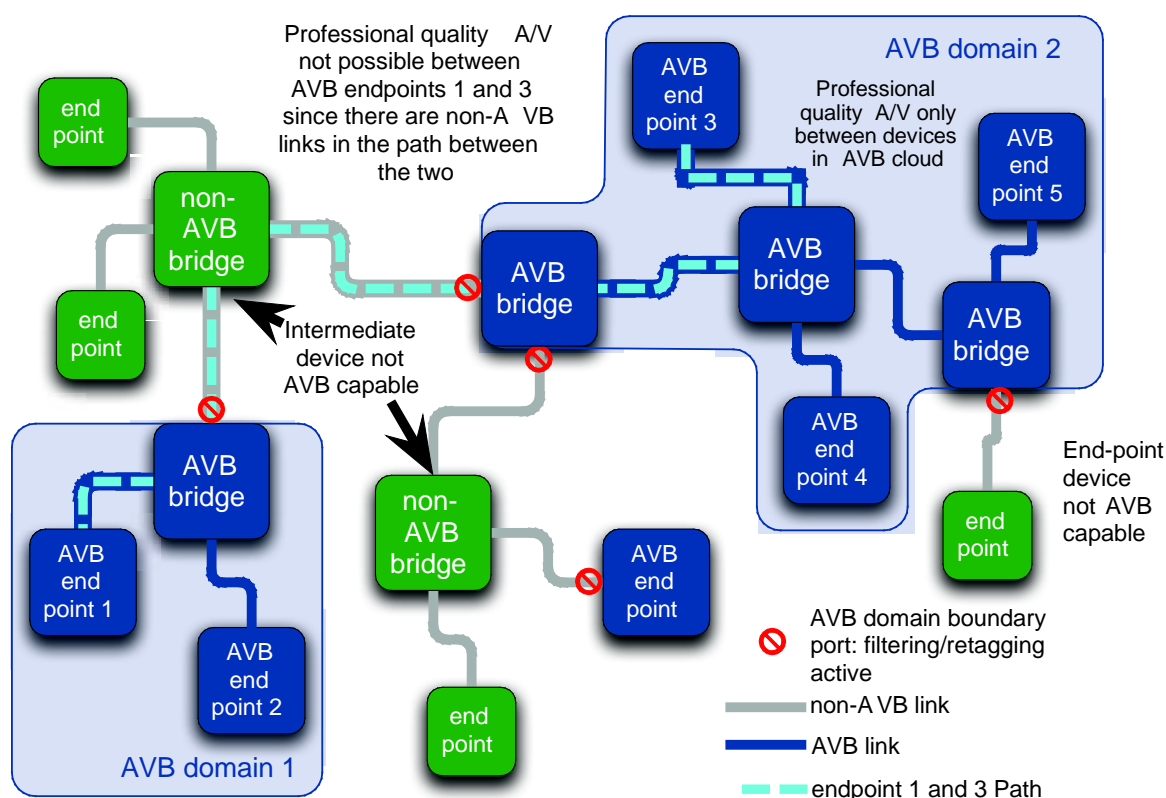 Professional quality A/V
not possible between
AVB endpoints 1 and 3
since there are non-A VB
links in the path between
the two
AVB domain 2
AVB
end
point 3
Professional
quality A/V only
between devices
in AVB cloud
AVB
end
point 5
end
point
non-
AVB
bridge
AVB
bridge
AVB
bridge
AVB
bridge
end
point
Intermediate
device not
AVB capable
AVB
end
point 4
End-point
device
not AVB
capable
AVB
bridge
non-
AVB
bridge
end
point
AVB
end
point 1
AVB
end
point
AVB
end
point 2
end
point
AVB domain 1
AVB domain boundary
port: filtering/retagging
active
non-A VB link
AVB link
endpoint 1 and 3 Path